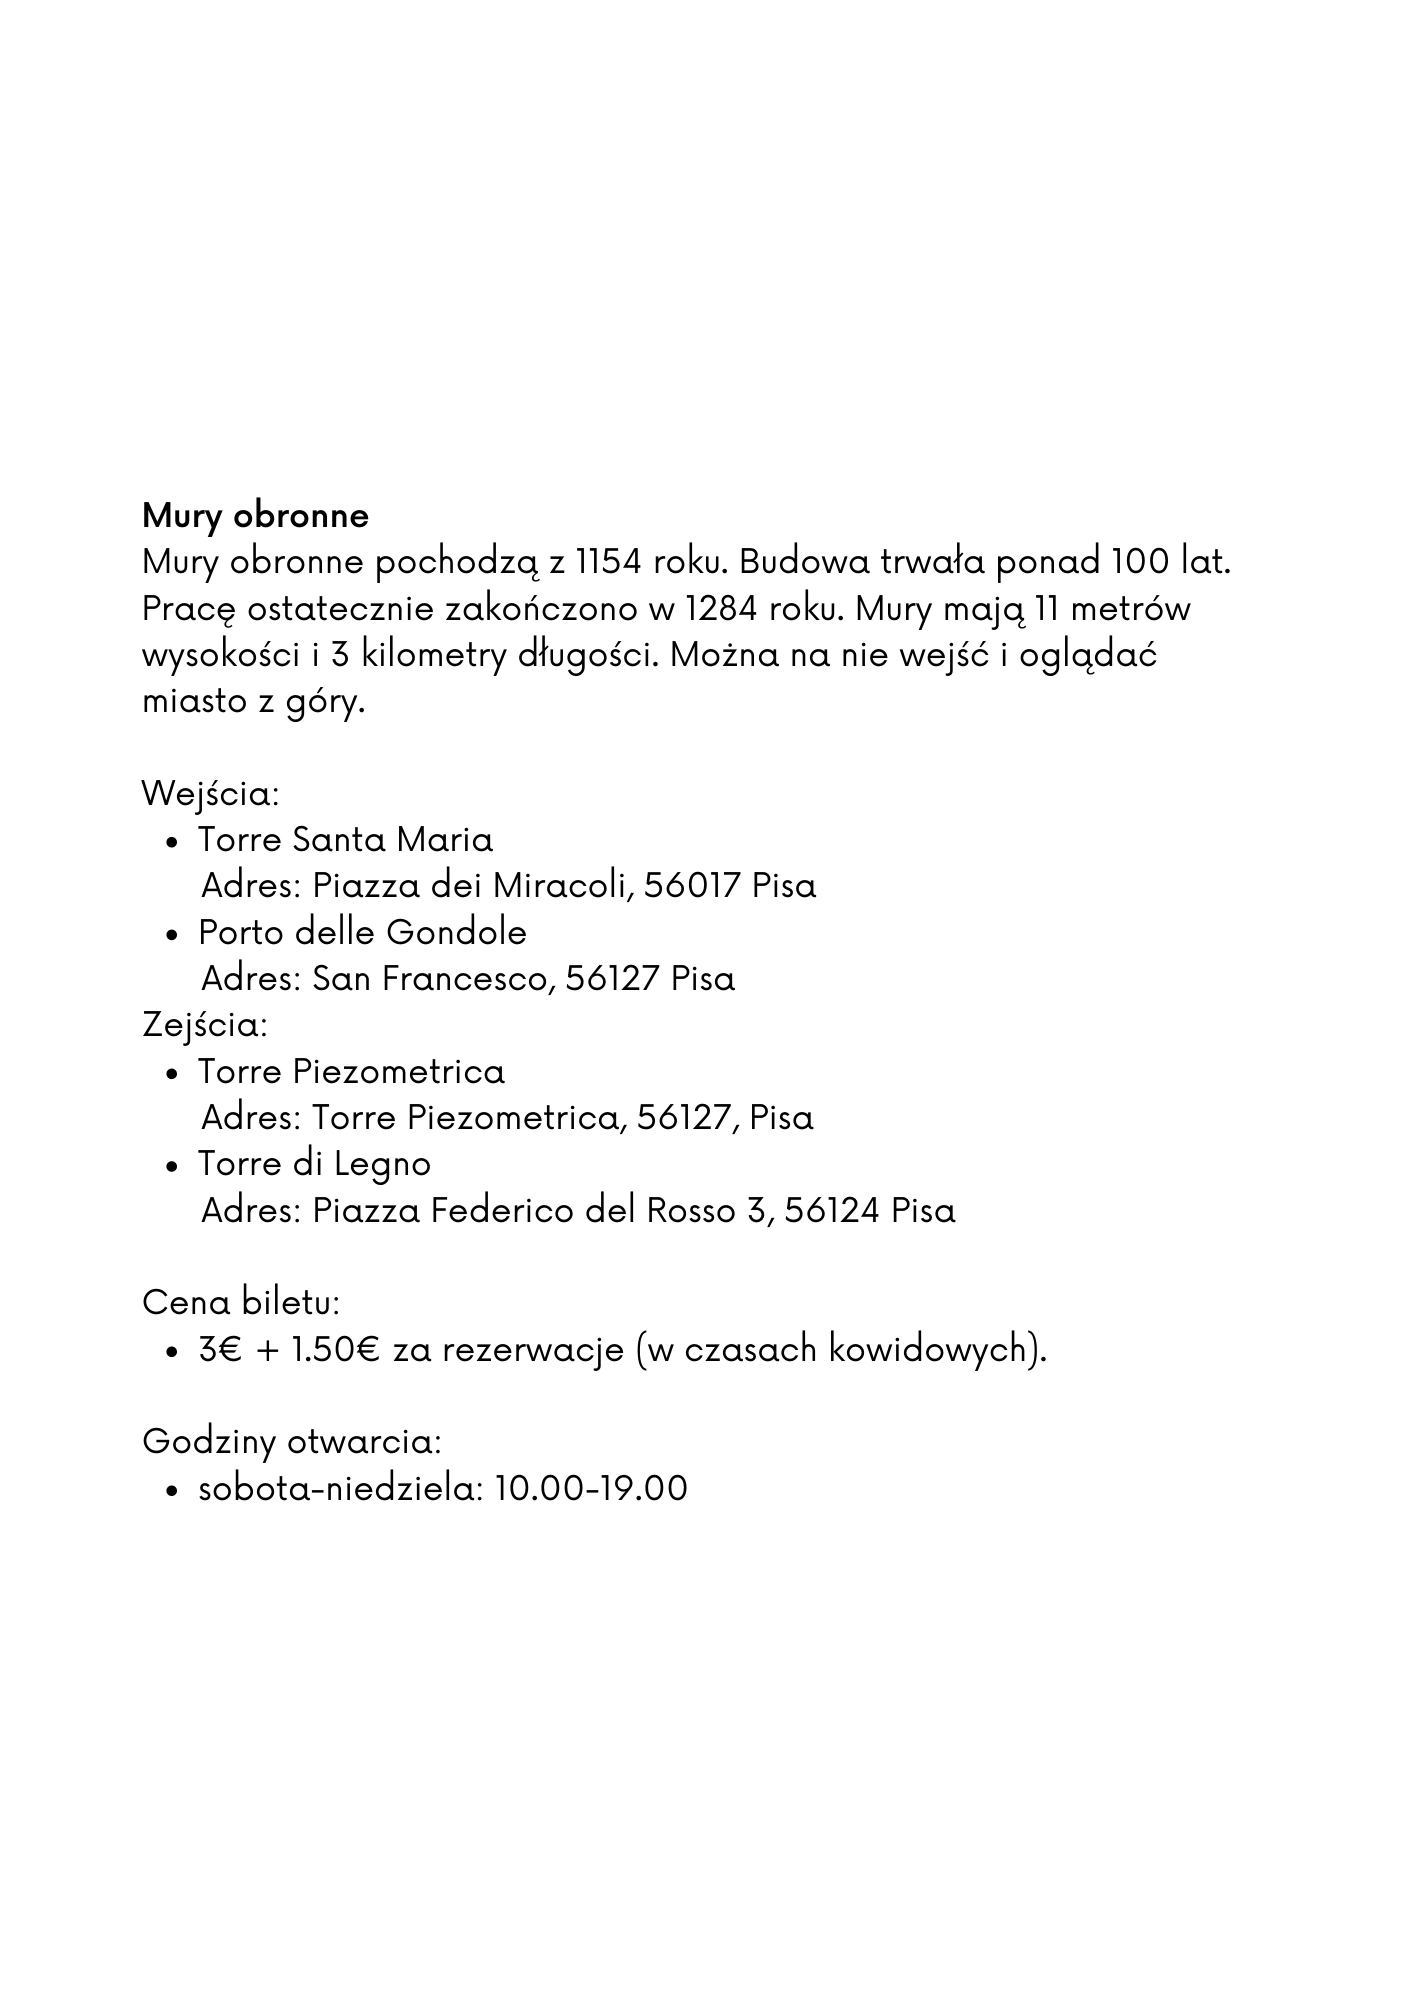 Mury obronne
Mury obronne pochodzą z 1154 roku. Budowa trwała ponad 100 lat.
Pracę ostatecznie zakończono w 1284 roku. Mury mają 11 metrów
wysokości i 3 kilometry długości. Można na nie wejść i oglądać
miasto z góry.
Wejścia:
• Torre Santa Maria
Adres: Piazza dei Miracoli, 56017 Pisa
• Porto delle Gondole
Adres: San Francesco, 56127 Pisa
Zejścia:
• Torre Piezometrica
Adres: Torre Piezometrica, 56127, Pisa
• Torre di Legno
Adres: Piazza Federico del Rosso 3, 56124 Pisa
Cena biletu:
• 3€ + 1.50€ za rezerwacje (w czasach kowidowych).
Godziny otwarcia:
• sobota-niedziela: 10.00-19.00